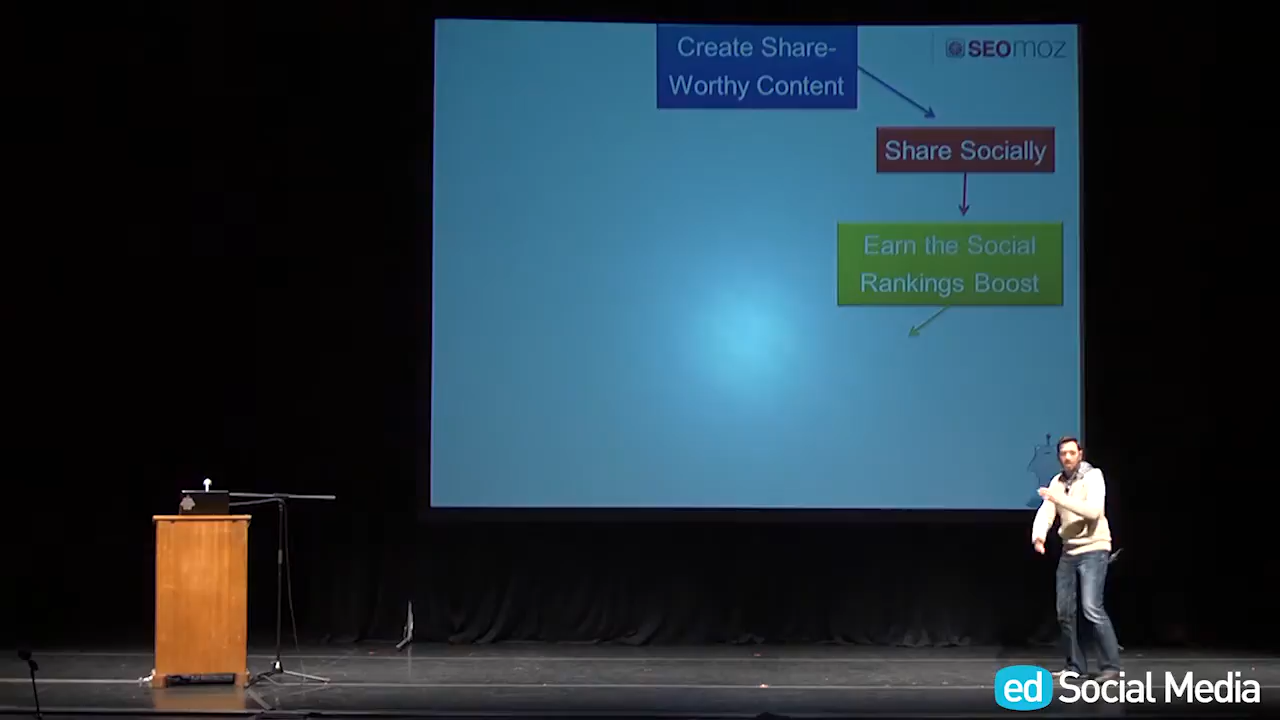 Create Share-
Worthy Content
SEOmoz
Share Socially
Earn the Social
Rankings Boost
ed Social Media